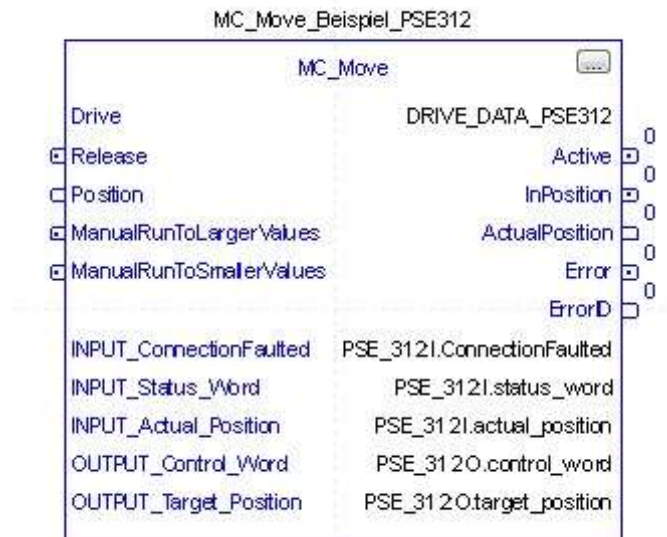 MC_Move_Beispiel_PSE312
MC_Move ...
Drive DRIVE_DATA_PSE312
0
Release Active
0
Position InPosition
0
ManualRunToLargerValues ActualPosition
0
ManualRunToSmallerValues Error
0
ErrorID
INPUT_ConnectionFaulted PSE_312I.ConnectionFaulted
INPUT_Status_Word PSE_312I.status_word
INPUT_Actual_Position PSE_312I.actual_position
OUTPUT_Control_Word PSE_312O.control_word
OUTPUT_Target_Position PSE_312O.target_position